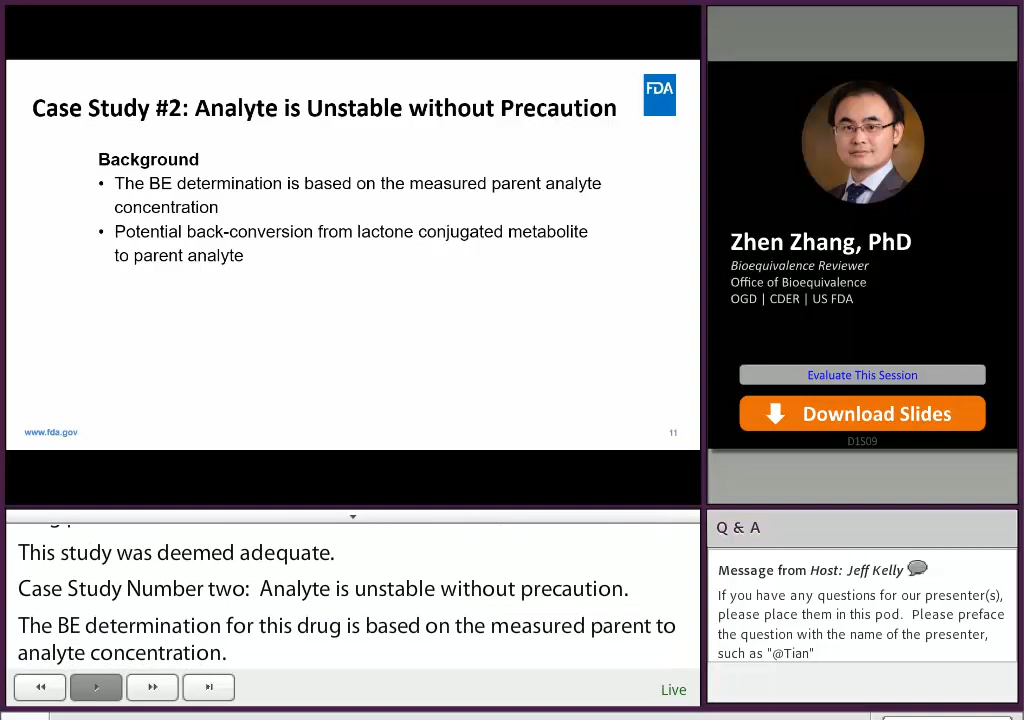 FDA
Case Study #2: Analyte is Unstable without Precaution
Background
• The BE determination is based on the measured parent analyte
concentration
• Potential back-conversion from lactone conjugated metabolite
to parent analyte
www.fda.gov
11
Zhen Zhang, PhD
Bioequivalence Reviewer
Office of Bioequivalence
OGD | CDER | US FDA
Evaluate This Session
Download Slides
D1S09
This study was deemed adequate.
Case Study Number two:  Analyte is unstable without precaution.
The BE determination for this drug is based on the measured parent to
analyte concentration.
Live
Q & A
Message from Host: Jeff Kelly
If you have any questions for our presenter(s),
please place them in this pod.  Please preface
the question with the name of the presenter,
such as "@Tian"